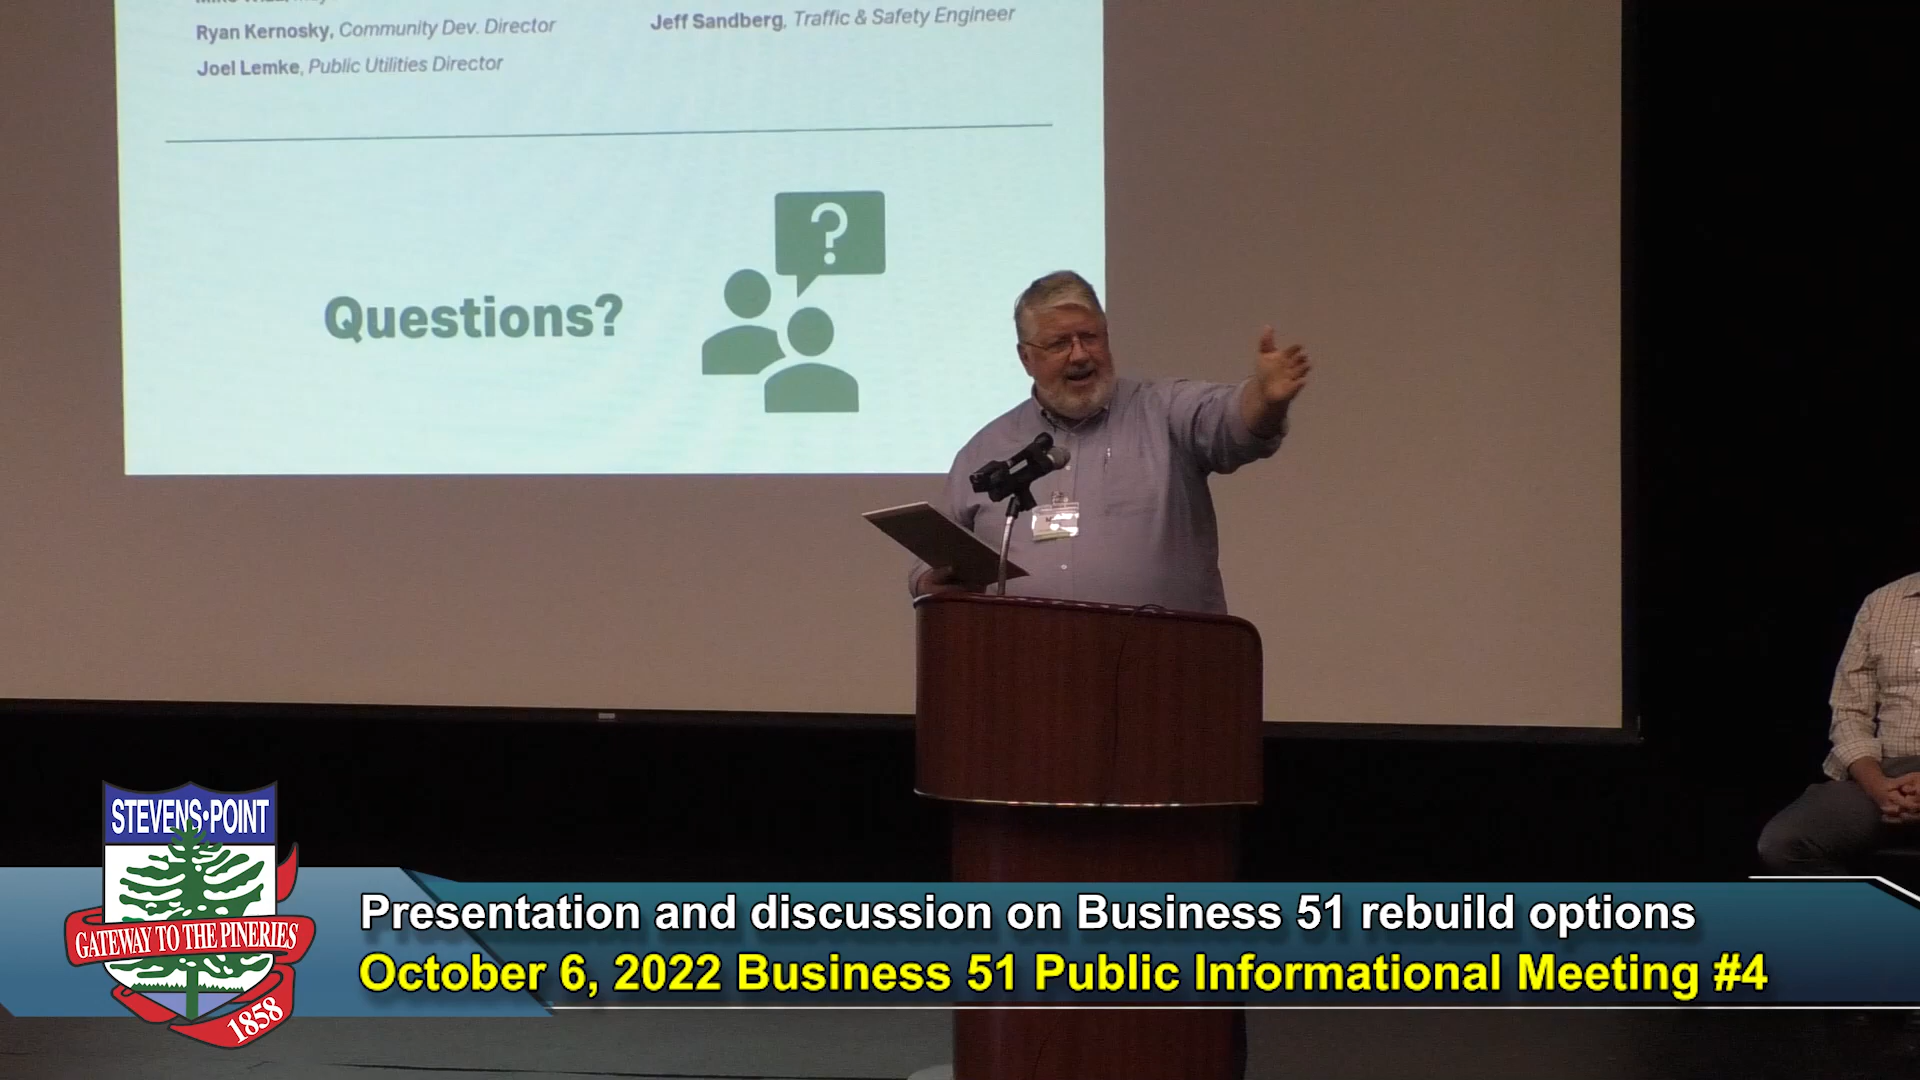 Ryan Kernosky, Community Dev. Director
Joel Lemke, Public Utilities Director
Jeff Sandberg, Traffic & Safety Engineer
?
Questions?
STEVENS•POINT
GATEWAY TO THE PINERIES
1858
Presentation and discussion on Business 51 rebuild options
October 6, 2022 Business 51 Public Informational Meeting #4